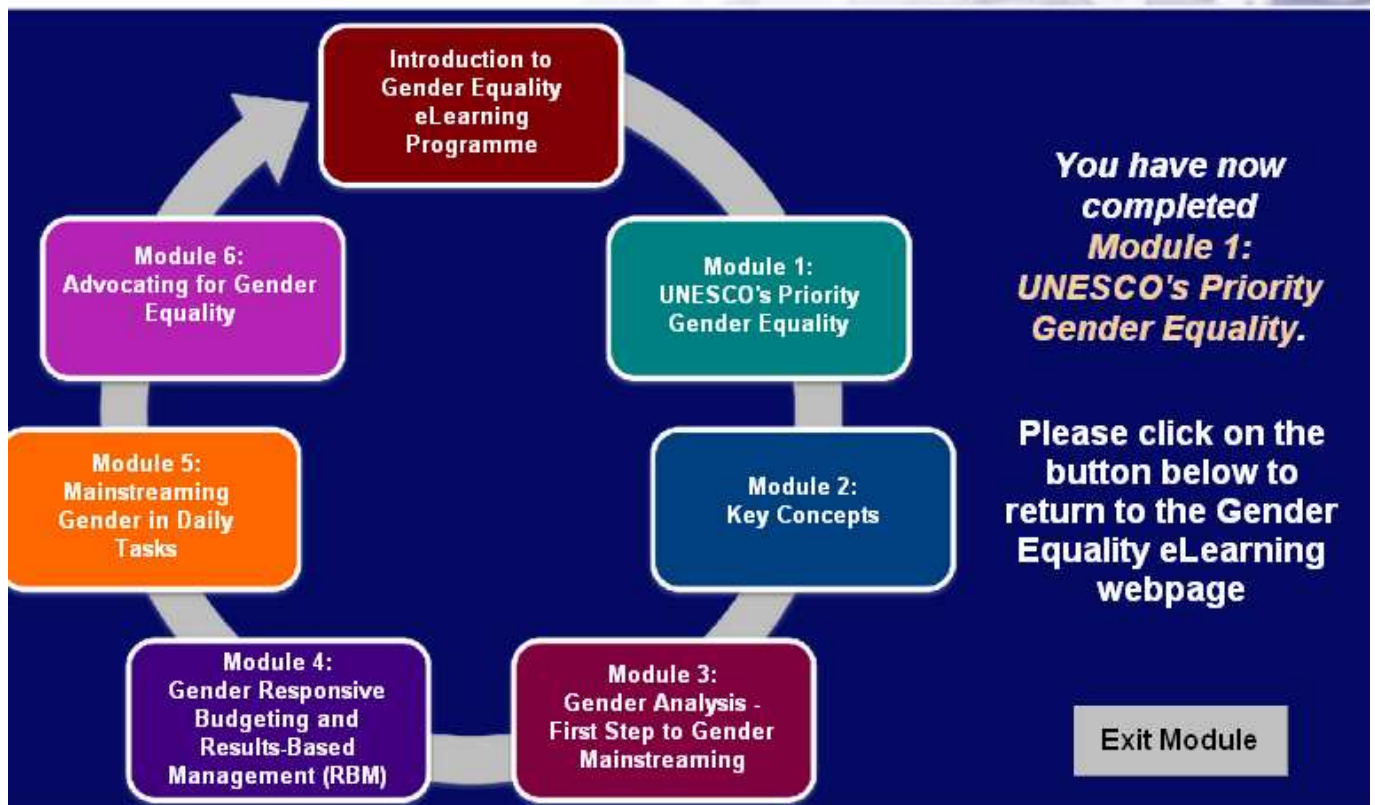 Introduction to
Gender Equality
eLearning
Programme
Module 1:
UNESCO's Priority
Gender Equality
Module 2:
Key Concepts
Module 3:
Gender Analysis -
First Step to Gender
Mainstreaming
Module 4:
Gender Responsive
Budgeting and
Results-Based
Management (RBM)
Module 5:
Mainstreaming
Gender in Daily
Tasks
Module 6:
Advocating for Gender
Equality
You have now
completed
Module 1:
UNESCO's Priority
Gender Equality.
Please click on the
button below to
return to the Gender
Equality eLearning
webpage
Exit Module